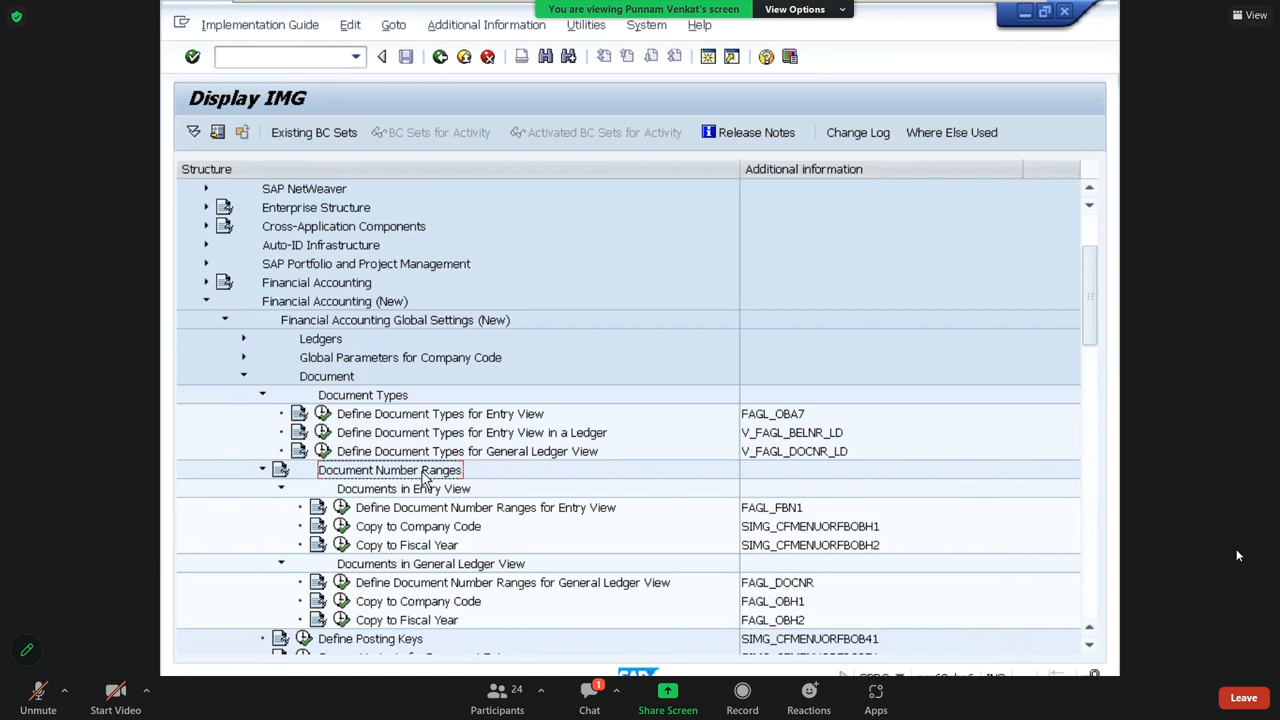 You are viewing Punnam Venkat's screen View Options
View
Implementation Guide Edit Goto Additional Information Utilities System Help
Display IMG
Existing BC Sets BC Sets for Activity Activated BC Sets for Activity Release Notes Change Log Where Else Used
Structure Additional information
SAP NetWeaver
Enterprise Structure
Cross-Application Components
Auto-ID Infrastructure
SAP Portfolio and Project Management
Financial Accounting
Financial Accounting (New)
Financial Accounting Global Settings (New)
Ledgers
Global Parameters for Company Code
Document
Document Types
Define Document Types for Entry View FAGL_OBA7
Define Document Types for Entry View in a Ledger V_FAGL_BELNR_LD
Define Document Types for General Ledger View V_FAGL_DOCNR_LD
Document Number Ranges
Documents in Entry View
Define Document Number Ranges for Entry View FAGL_FBN1
Copy to Company Code SIMG_CFMENUORFBOBH1
Copy to Fiscal Year SIMG_CFMENUORFBOBH2
Documents in General Ledger View
Define Document Number Ranges for General Ledger View FAGL_DOCNR
Copy to Company Code FAGL_OBH1
Copy to Fiscal Year FAGL_OBH2
Define Posting Keys SIMG_CFMENUORFBOB41
SAP
24 1
Unmute Start Video Participants Chat Share Screen Record Reactions Apps Leave